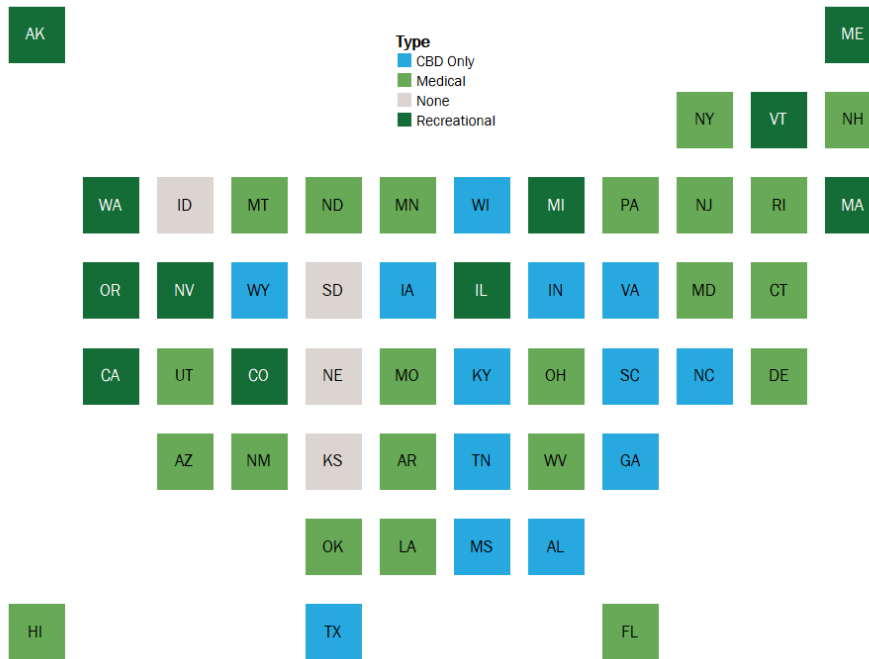 AK ME
Type
CBD Only
Medical
None
Recreational
NY VT NH
WA ID MT ND MN WI MI PA NJ RI MA
OR NV WY SD IA IL IN VA MD CT
CA UT CO NE MO KY OH SC NC DE
AZ NM KS AR TN WV GA
OK LA MS AL
HI TX FL